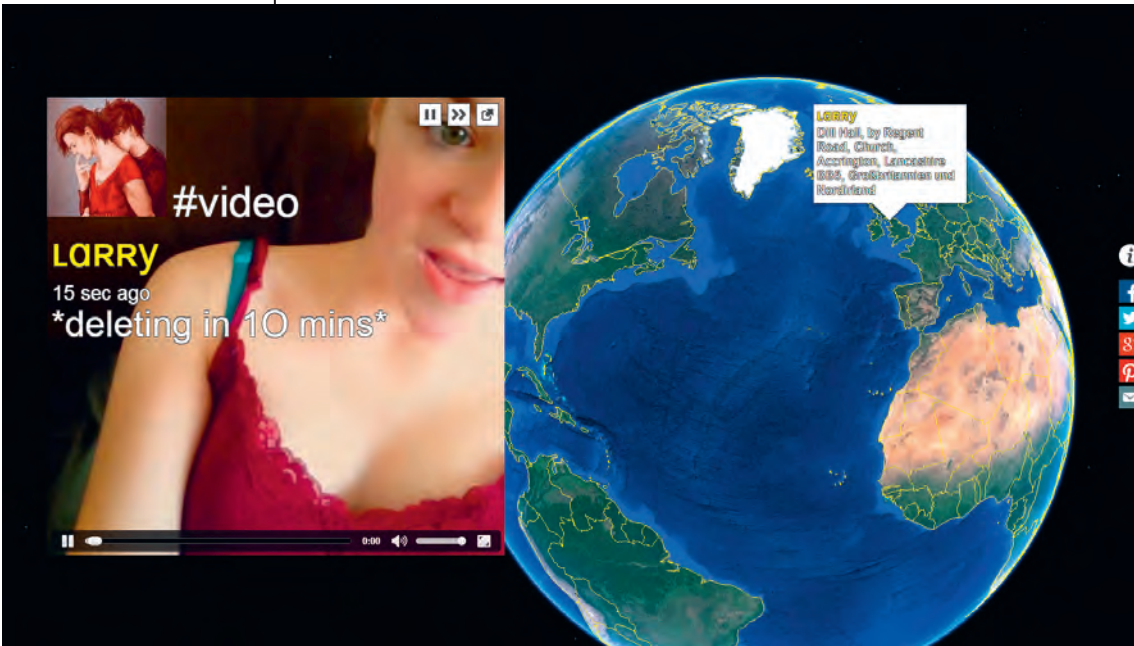 #video
LARRY
15 sec ago
*deleting in 10 mins*
0:00
LARRY
Dill Hall, by Regent
Road, Church,
Accrington, Lancashire
BB5, Großbritannien und
Nordirland